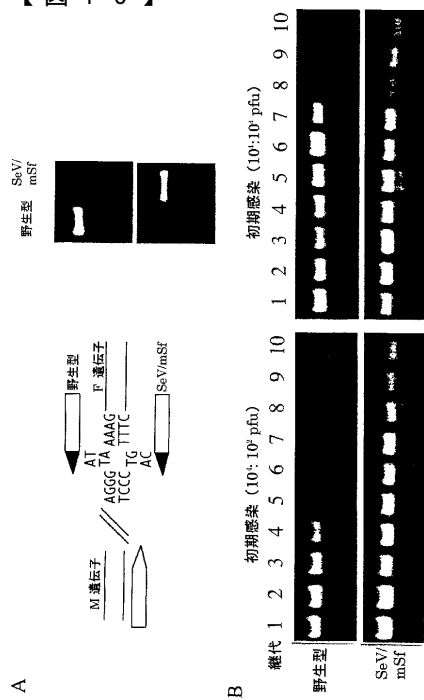 A
M 遺伝子
AT
AGGG TA AAAG
TCCC TG TTTC
AC
F 遺伝子
野生型
SeV/mSf
野生型
SeV/
mSf
B
初期感染 (10⁴: 10² pfu)
初期感染 (10⁴:10⁴ pfu)
継代 1 2 3 4 5 6 7 8 9 10
1 2 3 4 5 6 7 8 9 10
野生型
SeV/
mSf